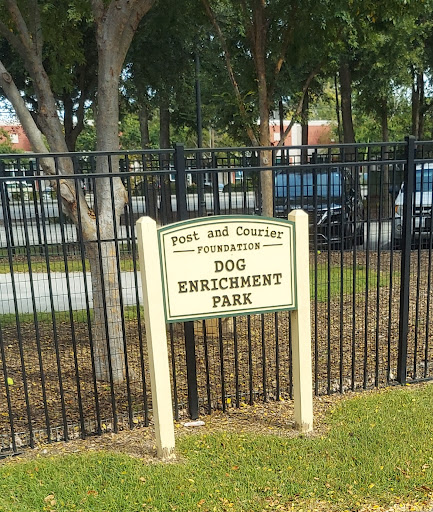 Post and Courier
FOUNDATION
DOG
ENRICHMENT
PARK